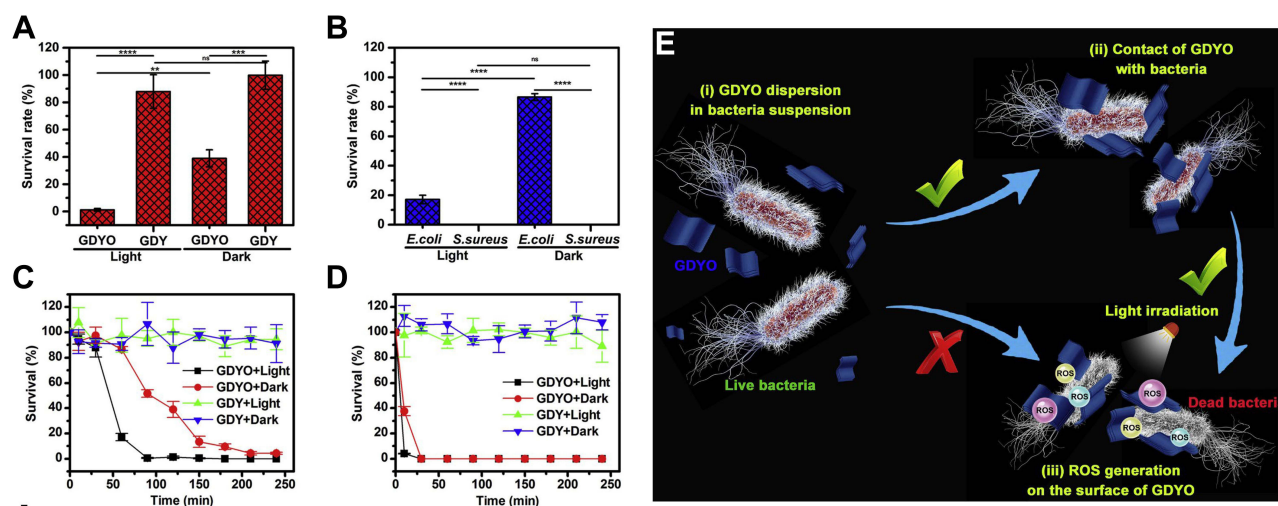 A
120
100
80
60
40
20
0
Survival rate (%)
****
***
ns
**
GDYO GDY GDYO GDY
Light Dark
B
120
100
80
60
40
20
0
Survival rate (%)
ns
****
**** ****
E.coli S.sureus E.coli S.sureus
Light Dark
C
120
100
80
60
40
20
0
Survival (%)
GDYO+Light
GDYO+Dark
GDY+Light
GDY+Dark
0 50 100 150 200 250
Time (min)
D
120
100
80
60
40
20
0
Survival (%)
GDYO+Light
GDYO+Dark
GDY+Light
GDY+Dark
0 50 100 150 200 250
Time (min)
E
(i) GDYO dispersion
in bacteria suspension
(ii) Contact of GDYO
with bacteria
GDYO
Live bacteria
Light irradiation
ROS
ROS
ROS
ROS
ROS
ROS
Dead bacteri
(iii) ROS generation
on the surface of GDYO